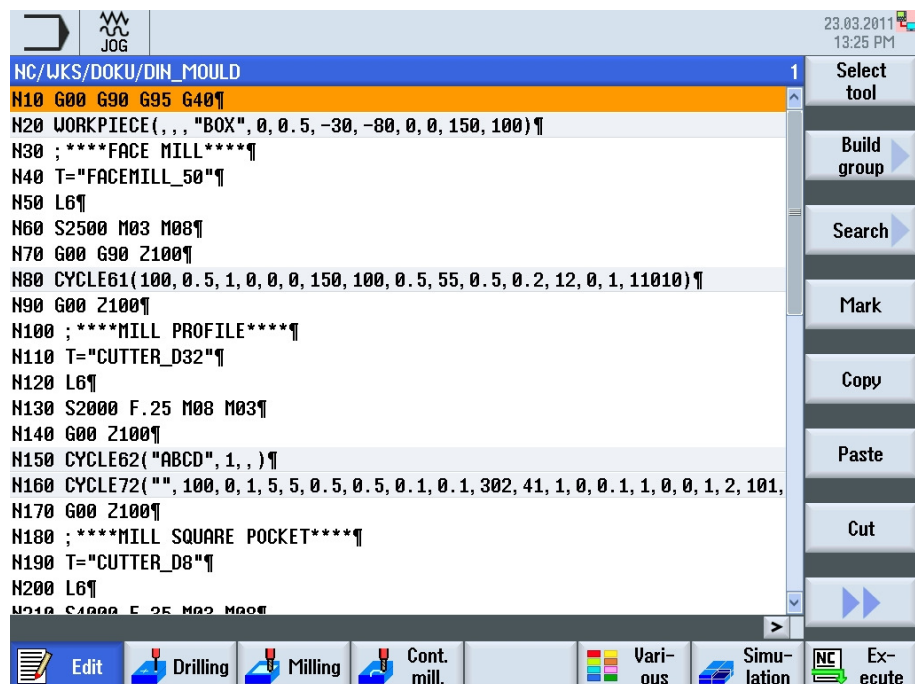 JOG
23.03.2011
13:25 PM
NC/WKS/DOKU/DIN_MOULD 1
N10 G00 G90 G95 G40¶
N20 WORKPIECE(,,,"BOX",0,0.5,-30,-80,0,0,150,100)¶
N30 ;****FACE MILL****¶
N40 T="FACEMILL_50"¶
N50 L6¶
N60 S2500 M03 M08¶
N70 G00 G90 Z100¶
N80 CYCLE61(100,0.5,1,0,0,0,150,100,0.5,55,0.5,0.2,12,0,1,11010)¶
N90 G00 Z100¶
N100 ;****MILL PROFILE****¶
N110 T="CUTTER_D32"¶
N120 L6¶
N130 S2000 F.25 M08 M03¶
N140 G00 Z100¶
N150 CYCLE62("ABCD",1,,)¶
N160 CYCLE72("",100,0,1,5,5,0.5,0.5,0.1,0.1,302,41,1,0,0.1,1,0,0,1,2,101,
N170 G00 Z100¶
N180 ;****MILL SQUARE POCKET****¶
N190 T="CUTTER_D8"¶
N200 L6¶
N210 S4000 F.35 M03 M08¶
>
Select
tool
Build
group
Search
Mark
Copy
Paste
Cut
Edit
Drilling
Milling
Cont.
mill.
Vari-
ous
Simu-
lation
NC
Ex-
ecute